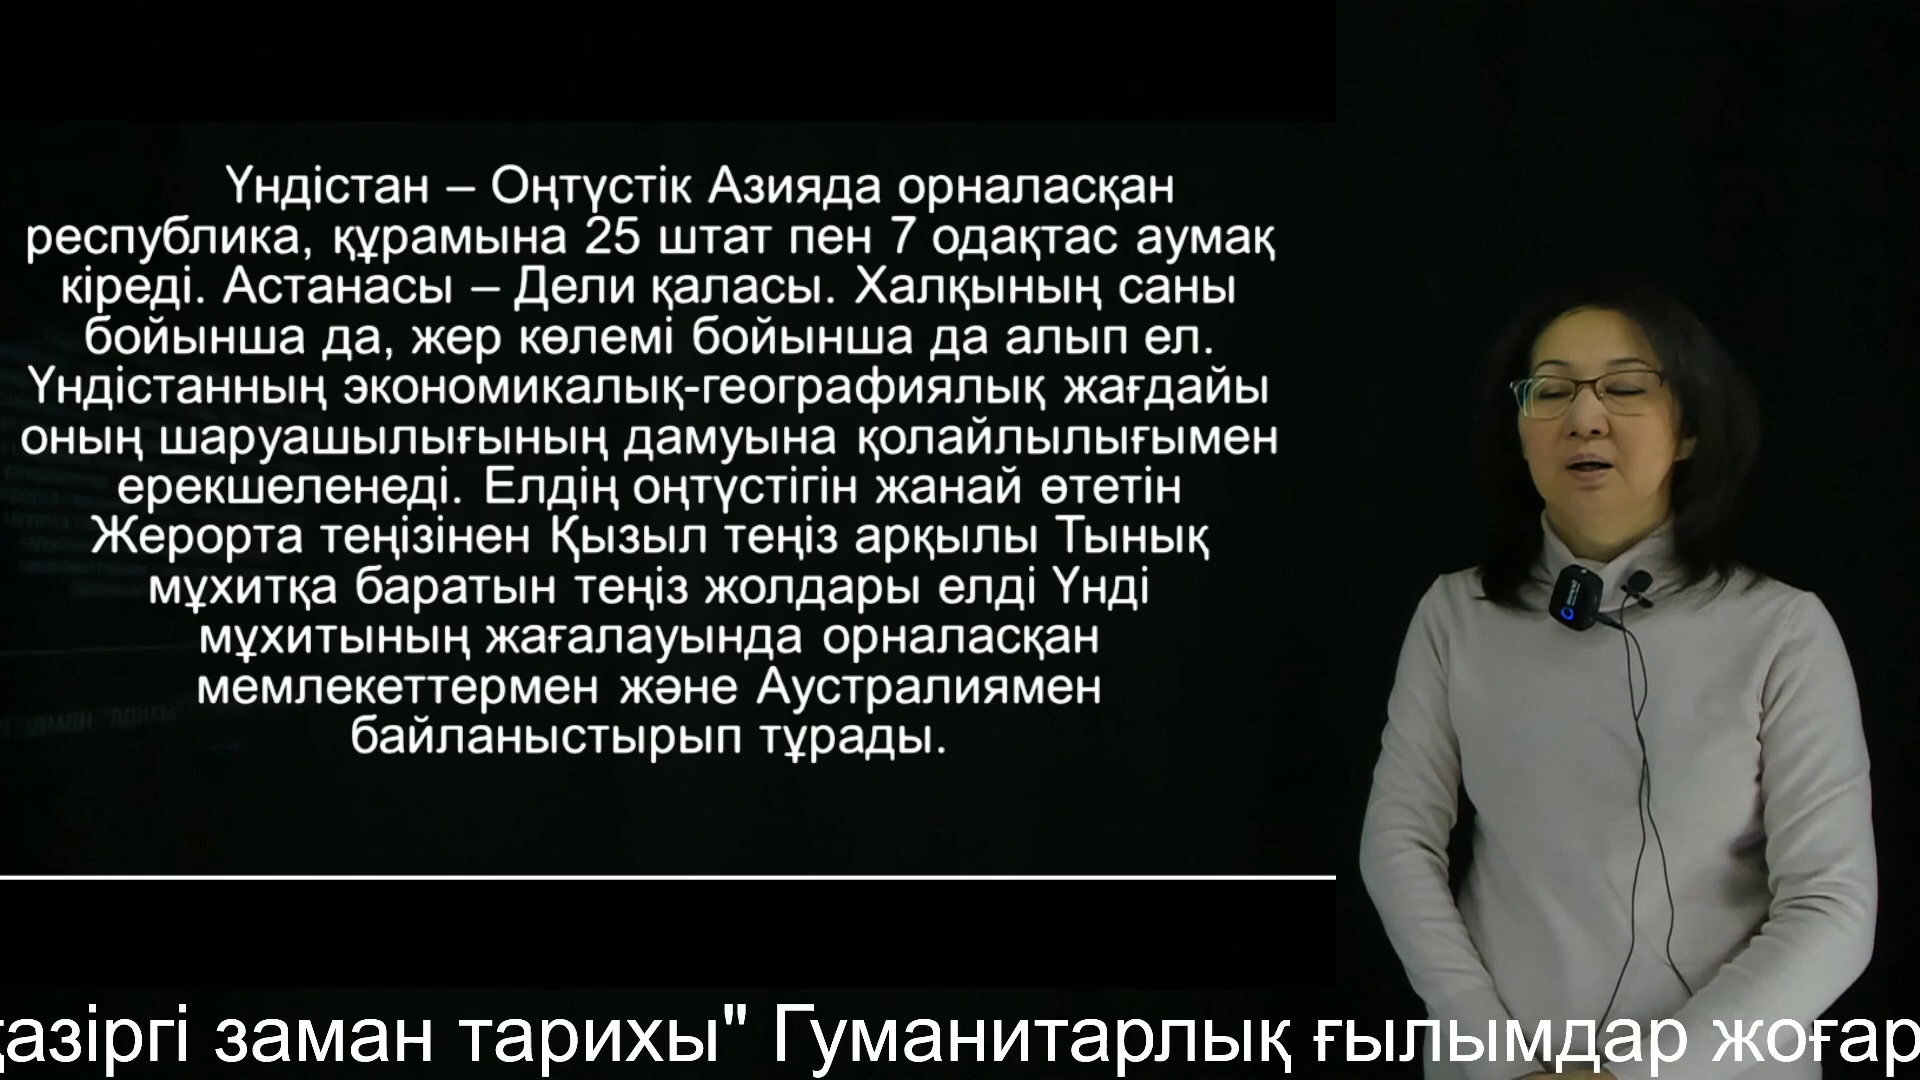 Үндістан – Оңтүстік Азияда орналасқан
республика, құрамына 25 штат пен 7 одақтас аумақ
кіреді. Астанасы – Дели қаласы. Халқының саны
бойынша да, жер көлемі бойынша да алып ел.
Үндістанның экономикалық-географиялық жағдайы
оның шаруашылығының дамуына қолайлылығымен
ерекшеленеді. Елдің оңтүстігін жанай өтетін
Жерорта теңізінен Қызыл теңіз арқылы Тынық
мұхитқа баратын теңіз жолдары елді Үнді
мұхитының жағалауында орналасқан
мемлекеттермен және Аустралиямен
байланыстырып тұрады.
қазіргі заман тарихы" Гуманитарлық ғылымдар жоғар